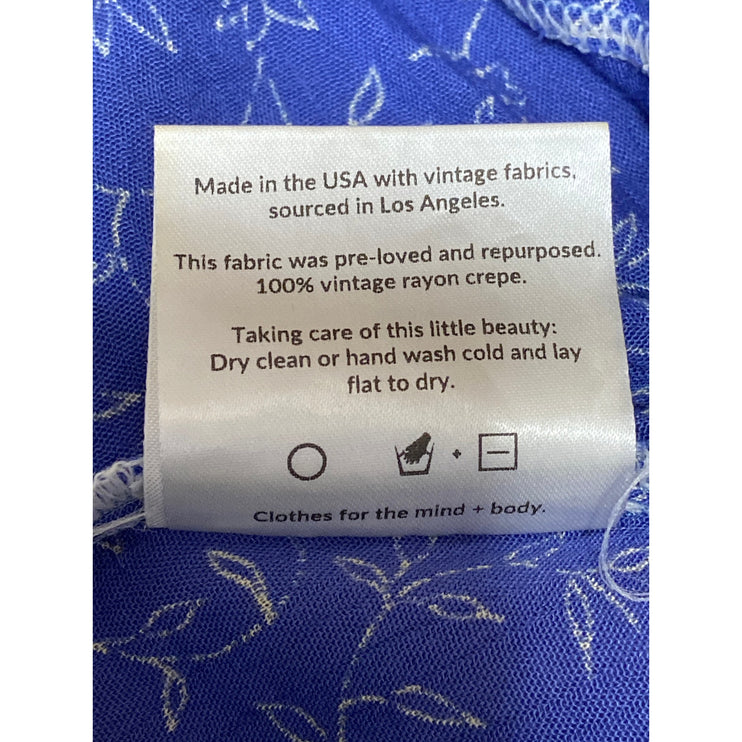 Made in the USA with vintage fabrics,
sourced in Los Angeles.
This fabric was pre-loved and repurposed.
100% vintage rayon crepe.
Taking care of this little beauty:
Dry clean or hand wash cold and lay
flat to dry.
Clothes for the mind + body.